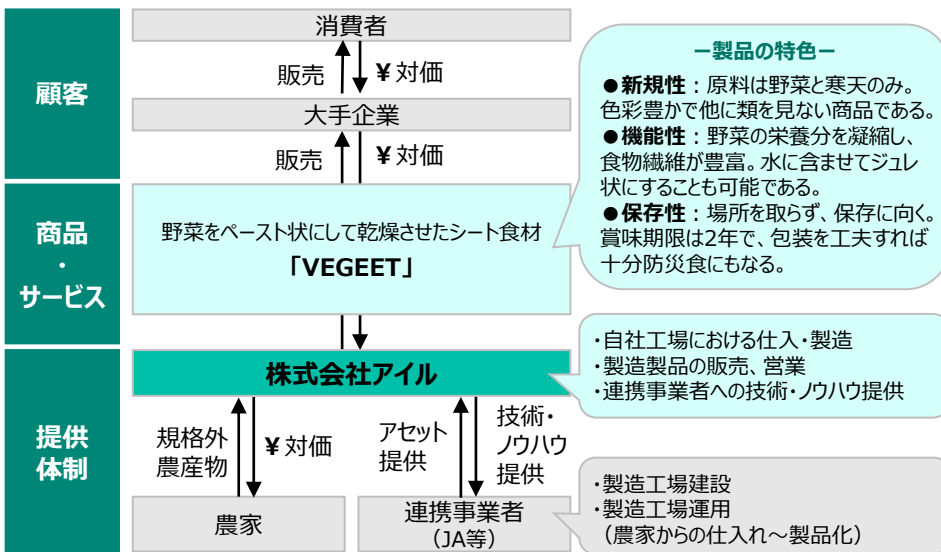 顧客
消費者
販売
¥ 対価
大手企業
販売
¥ 対価
－製品の特色－
●新規性：原料は野菜と寒天のみ。
色彩豊かで他に類を見ない商品である。
●機能性：野菜の栄養分を凝縮し、
食物繊維が豊富。水に含ませてジュレ
状にすることも可能である。
●保存性：場所を取らず、保存に向く。
賞味期限は2年で、包装を工夫すれば
十分防災食にもなる。
商品
・
サービス
野菜をペースト状にして乾燥させたシート食材
「VEGEET」
提供
体制
株式会社アイル
・自社工場における仕入・製造
・製造製品の販売、営業
・連携事業者への技術・ノウハウ提供
規格外
農産物
¥ 対価
アセット
提供
技術・
ノウハウ
提供
農家
連携事業者
（JA等）
・製造工場建設
・製造工場運用
（農家からの仕入れ～製品化）